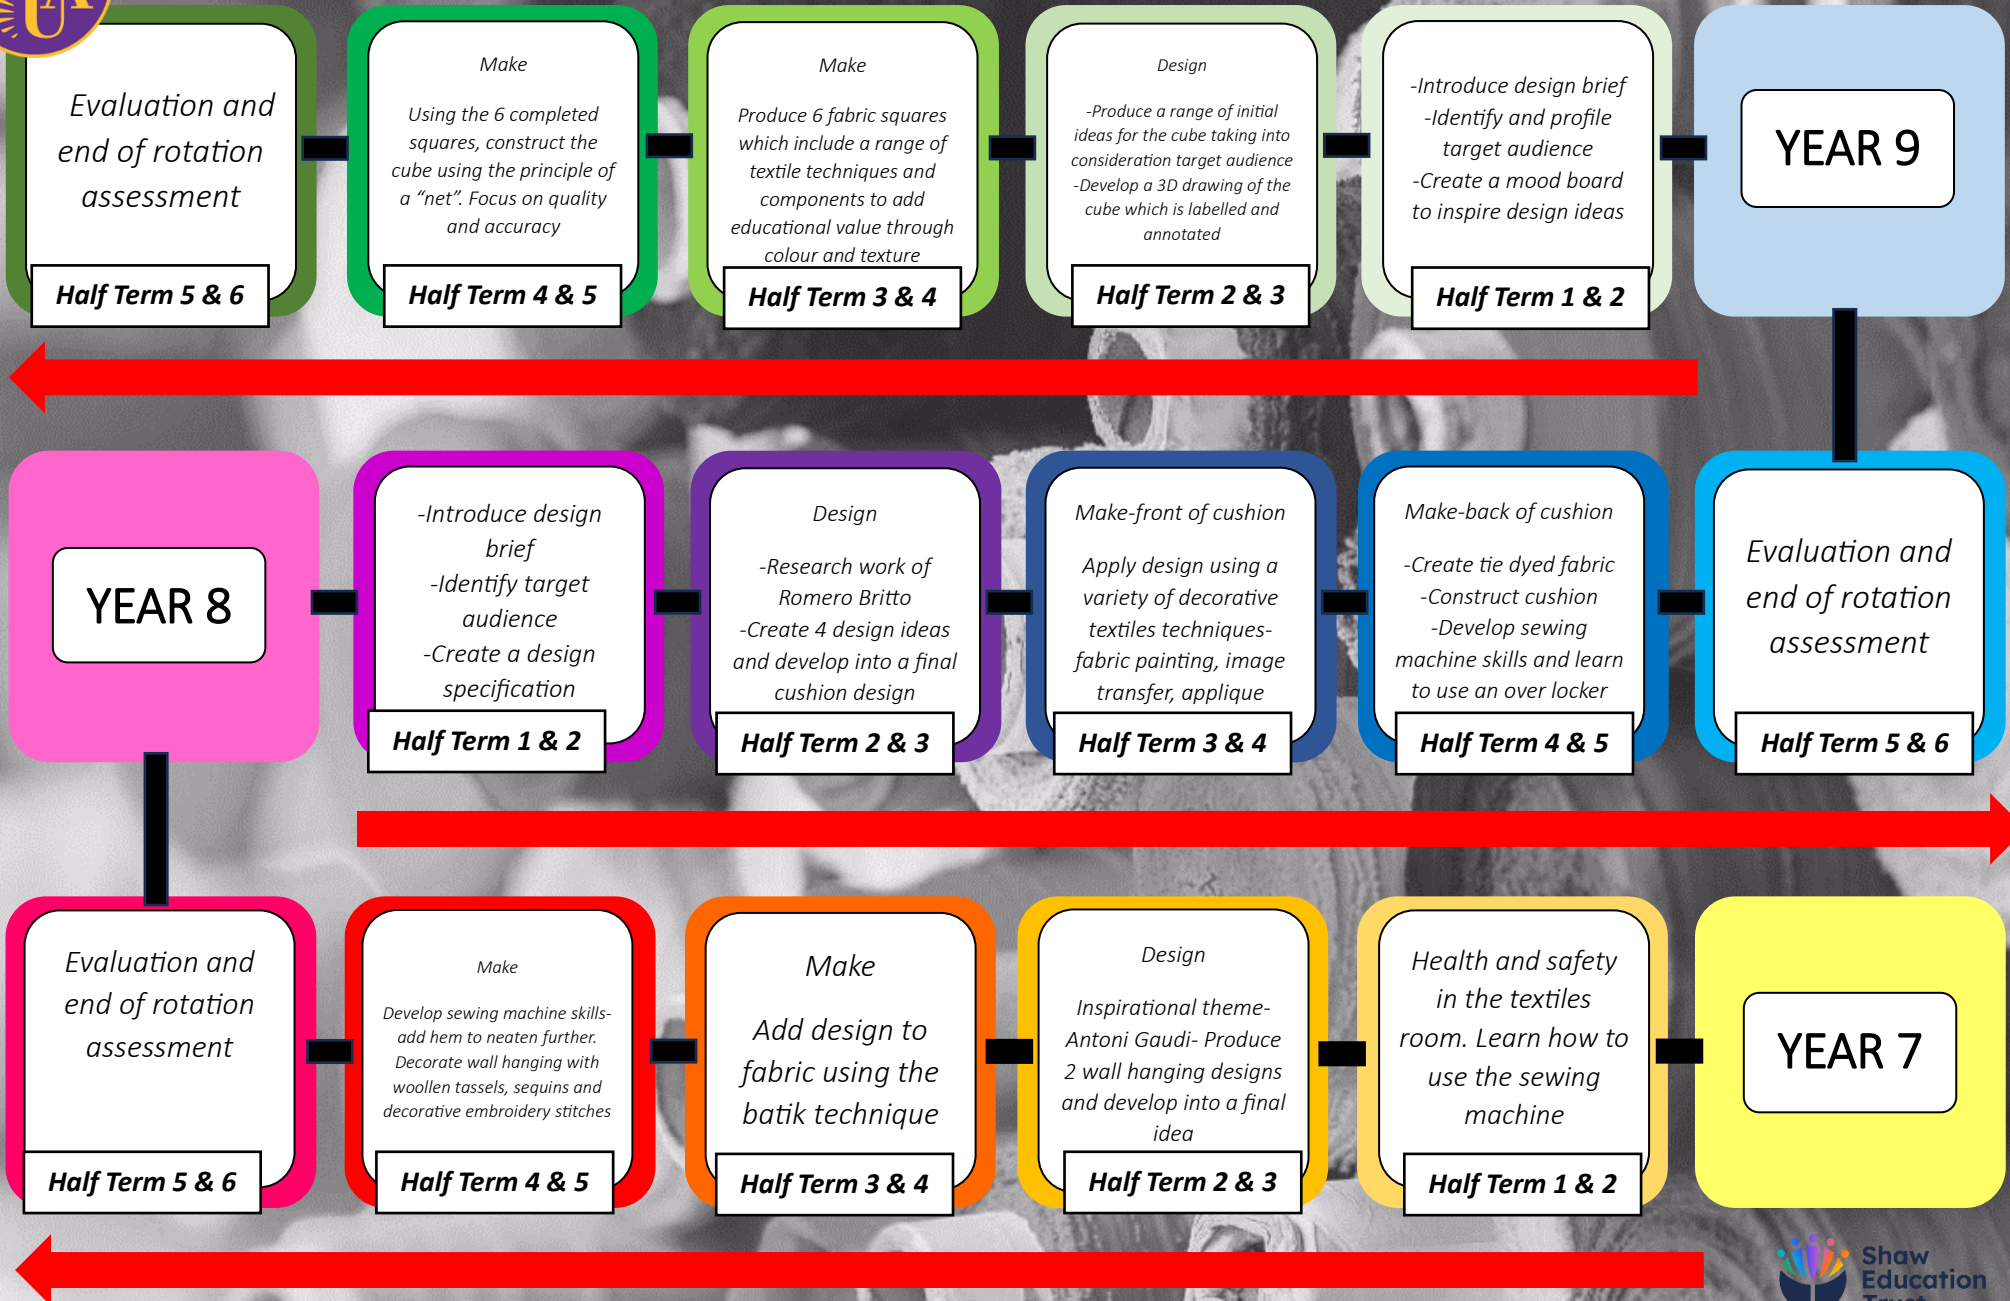 UA
Evaluation and
end of rotation
assessment
Half Term 5 & 6
Make
Using the 6 completed
squares, construct the
cube using the principle of
a “net”. Focus on quality
and accuracy
Half Term 4 & 5
Make
Produce 6 fabric squares
which include a range of
textile techniques and
components to add
educational value through
colour and texture
Half Term 3 & 4
Design
-Produce a range of initial
ideas for the cube taking into
consideration target audience
-Develop a 3D drawing of the
cube which is labelled and
annotated
Half Term 2 & 3
-Introduce design brief
-Identify and profile
target audience
-Create a mood board
to inspire design ideas
Half Term 1 & 2
YEAR 9
YEAR 8
-Introduce design
brief
-Identify target
audience
-Create a design
specification
Half Term 1 & 2
Design
-Research work of
Romero Britto
-Create 4 design ideas
and develop into a final
cushion design
Half Term 2 & 3
Make-front of cushion
Apply design using a
variety of decorative
textiles techniques-
fabric painting, image
transfer, applique
Half Term 3 & 4
Make-back of cushion
-Create tie dyed fabric
-Construct cushion
-Develop sewing
machine skills and learn
to use an over locker
Half Term 4 & 5
Evaluation and
end of rotation
assessment
Half Term 5 & 6
Evaluation and
end of rotation
assessment
Half Term 5 & 6
Make
Develop sewing machine skills-
add hem to neaten further.
Decorate wall hanging with
woollen tassels, sequins and
decorative embroidery stitches
Half Term 4 & 5
Make
Add design to
fabric using the
batik technique
Half Term 3 & 4
Design
Inspirational theme-
Antoni Gaudi- Produce
2 wall hanging designs
and develop into a final
idea
Half Term 2 & 3
Health and safety
in the textiles
room. Learn how to
use the sewing
machine
Half Term 1 & 2
YEAR 7
Shaw
Education
Trust